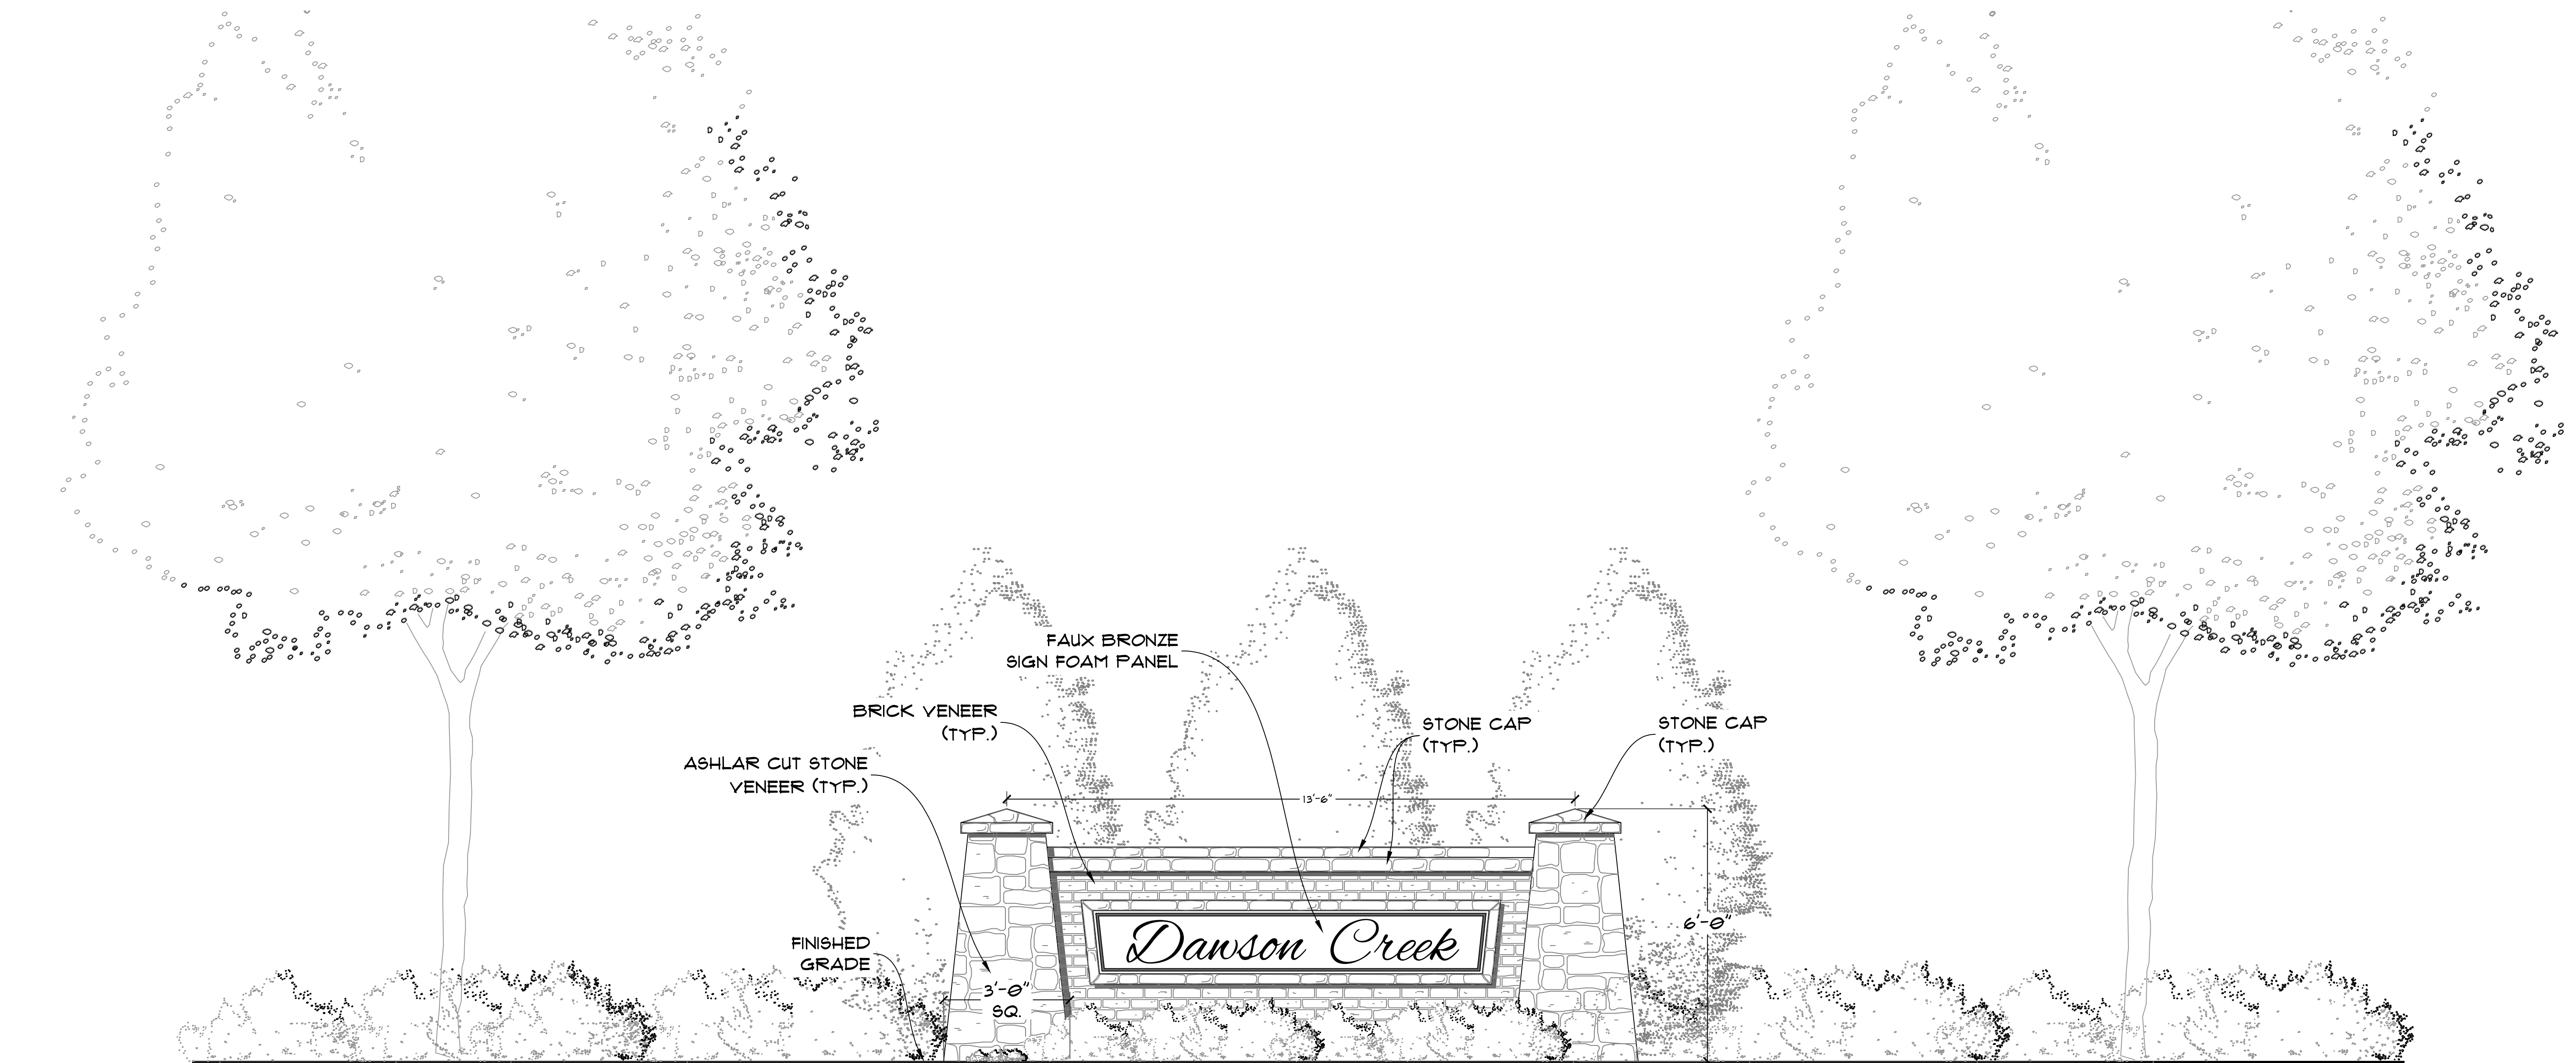 FAUX BRONZE
SIGN FOAM PANEL
BRICK VENEER
(TYP.)
STONE CAP
(TYP.)
STONE CAP
(TYP.)
ASHLAR CUT STONE
VENEER (TYP.)
13'-6"
6'-0"
Dawson Creek
FINISHED
GRADE
3'-0"
SQ.